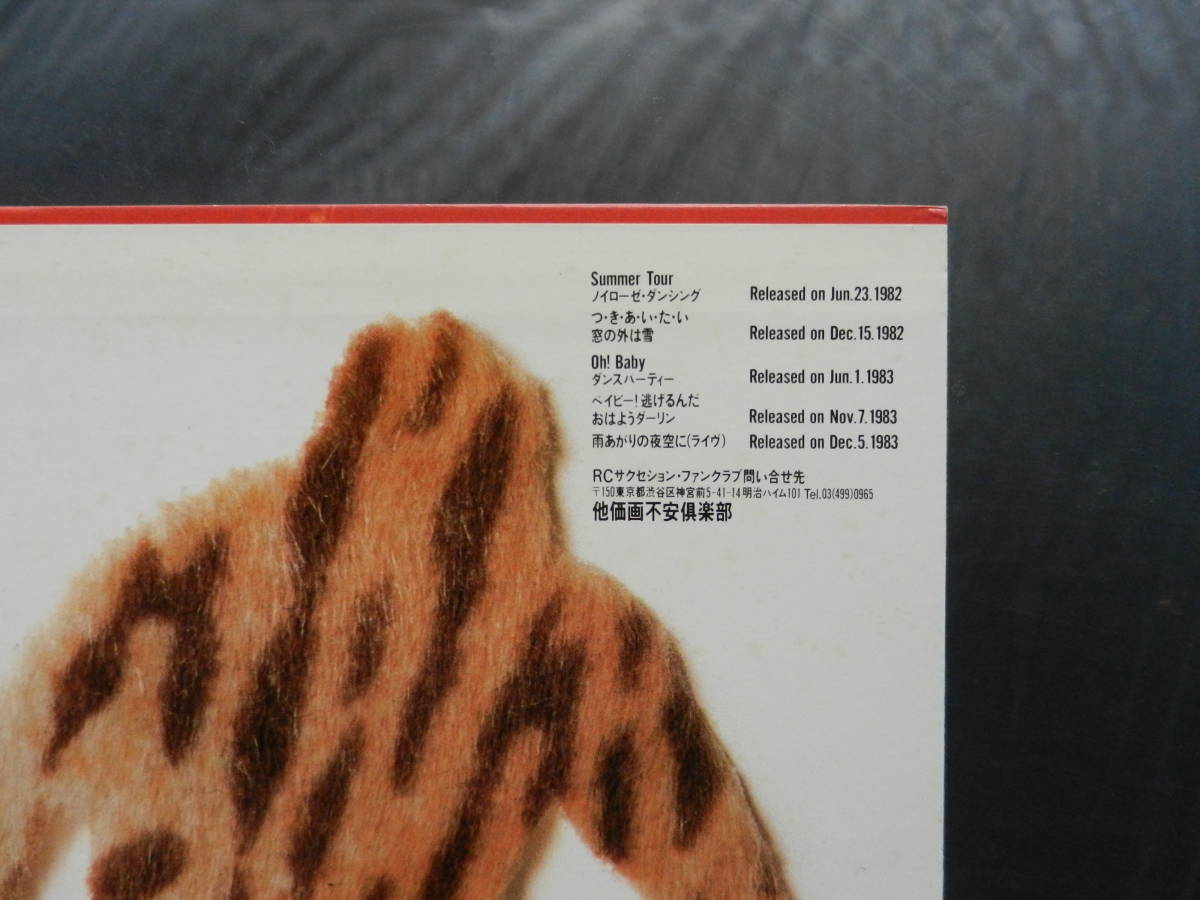 Summer Tour
ノイローゼ・ダンシング Released on Jun.23.1982
つ・き・あ・い・た・い
窓の外は雪 Released on Dec.15.1982
Oh! Baby
ダンスパーティー Released on Jun.1.1983
ベイビー!逃げるんだ
おはようダーリン Released on Nov.7.1983
雨あがりの夜空に(ライヴ) Released on Dec.5.1983
RCサクセション・ファンクラブ問い合せ先
〒150東京都渋谷区神宮前5-41-14明治ハイム101 Tel.03(499)0965
他価画不安倶楽部